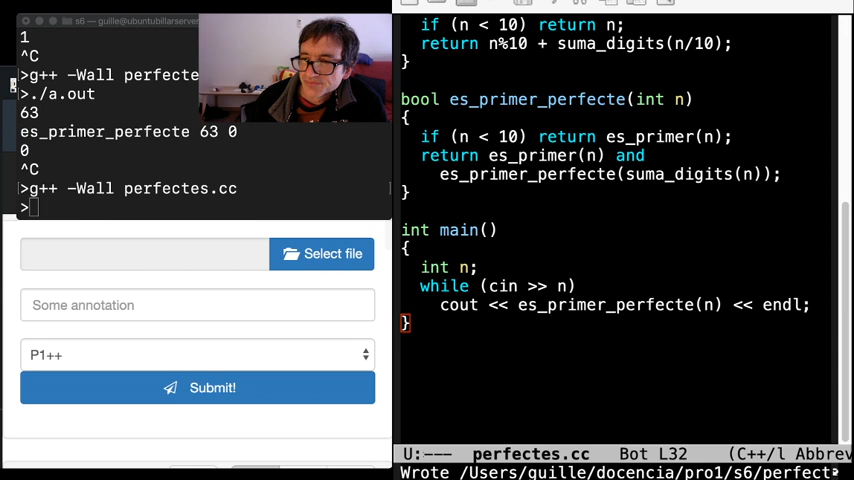 s6 — guille@ubuntubillarserver
1
^C
>g++ -Wall perfecte
>./a.out
63
es_primer_perfecte 63 0
0
^C
>g++ -Wall perfectes.cc
>
Select file
Some annotation
P1++
Submit!
if (n < 10) return n;
return n%10 + suma_digits(n/10);
}
bool es_primer_perfecte(int n)
{
if (n < 10) return es_primer(n);
return es_primer(n) and
es_primer_perfecte(suma_digits(n));
}
int main()
{
int n;
while (cin >> n)
cout << es_primer_perfecte(n) << endl;
}
U:--- perfectes.cc Bot L32 (C++/l Abbrev
Wrote /Users/guille/docencia/pro1/s6/perfect